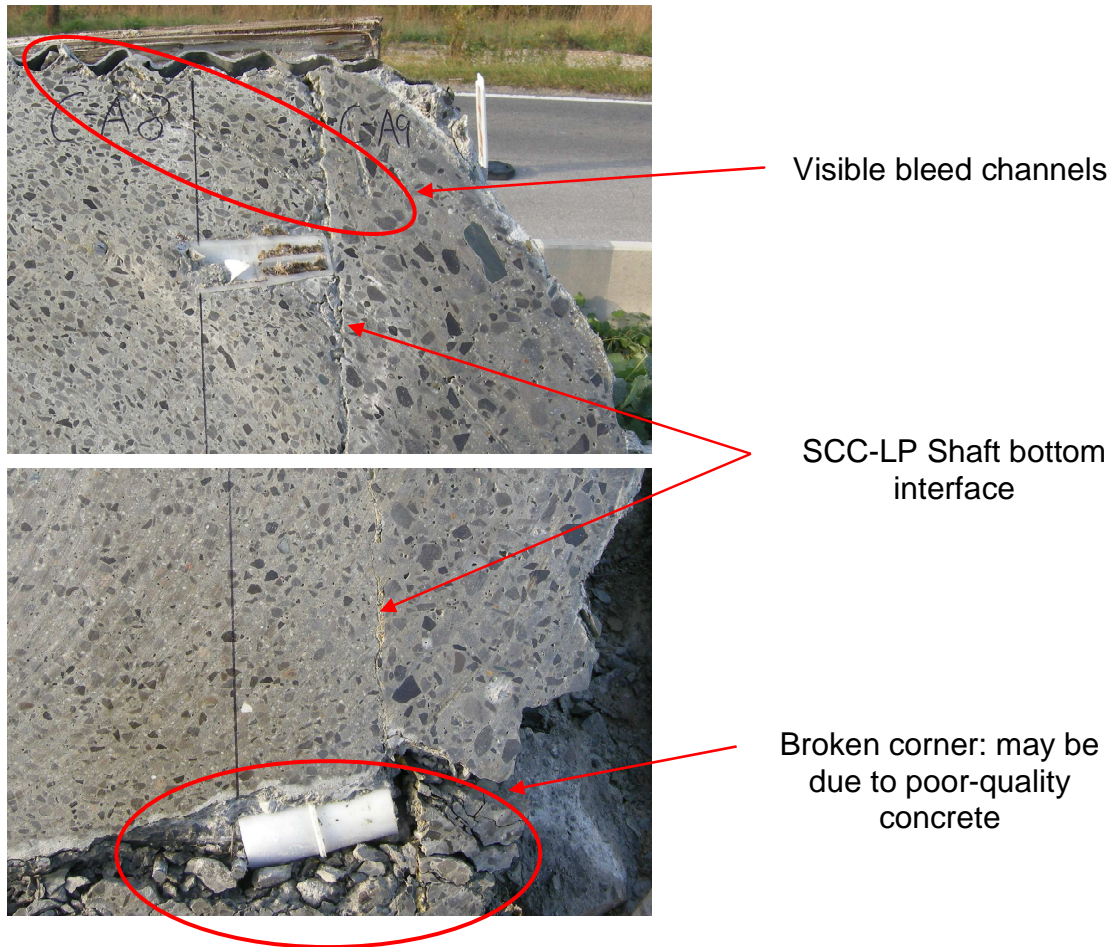 C-A8
C-A9
Visible bleed channels
SCC-LP Shaft bottom
interface
Broken corner: may be
due to poor-quality
concrete